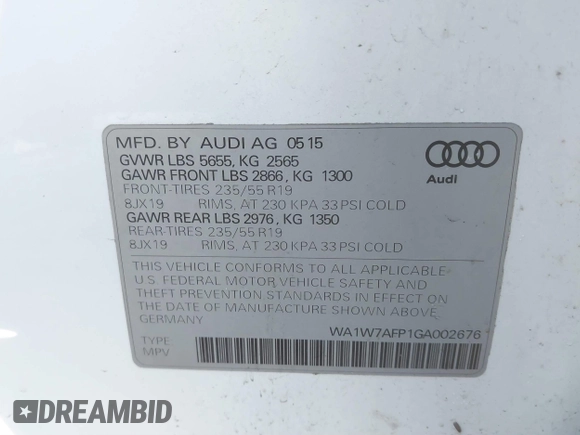 MFD. BY AUDI AG 05 15
GVWR LBS 5655, KG 2565
GAWR FRONT LBS 2866, KG 1300
FRONT-TIRES 235/55 R19
8JX19 RIMS, AT 230 KPA 33 PSI COLD
GAWR REAR LBS 2976, KG 1350
REAR-TIRES 235/55 R19
8JX19 RIMS, AT 230 KPA 33 PSI COLD
Audi
THIS VEHICLE CONFORMS TO ALL APPLICABLE
U.S. FEDERAL MOTOR VEHICLE SAFETY AND
THEFT PREVENTION STANDARDS IN EFFECT ON
THE DATE OF MANUFACTURE SHOWN ABOVE
GERMANY
WA1W7AFP1GA002676
TYPE
MPV
DREAMBID